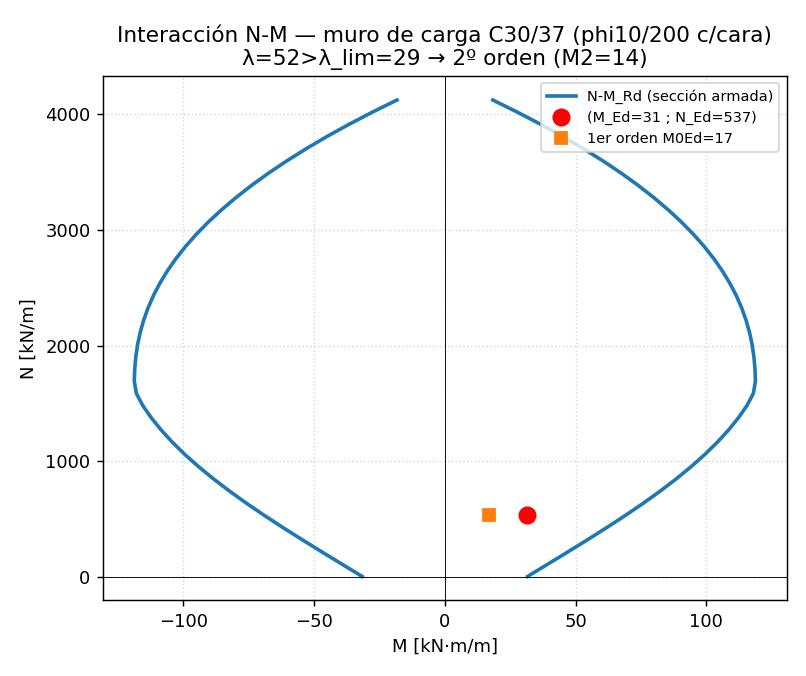 Interacción N-M — muro de carga C30/37 (phi10/200 c/cara)
λ=52>λ_lim=29 → 2º orden (M2=14)
N-M_Rd (sección armada)
(M_Ed=31 ; N_Ed=537)
1er orden M0Ed=17
N [kN/m]
4000
3000
2000
1000
0
−100
−50
0
50
100
M [kN·m/m]